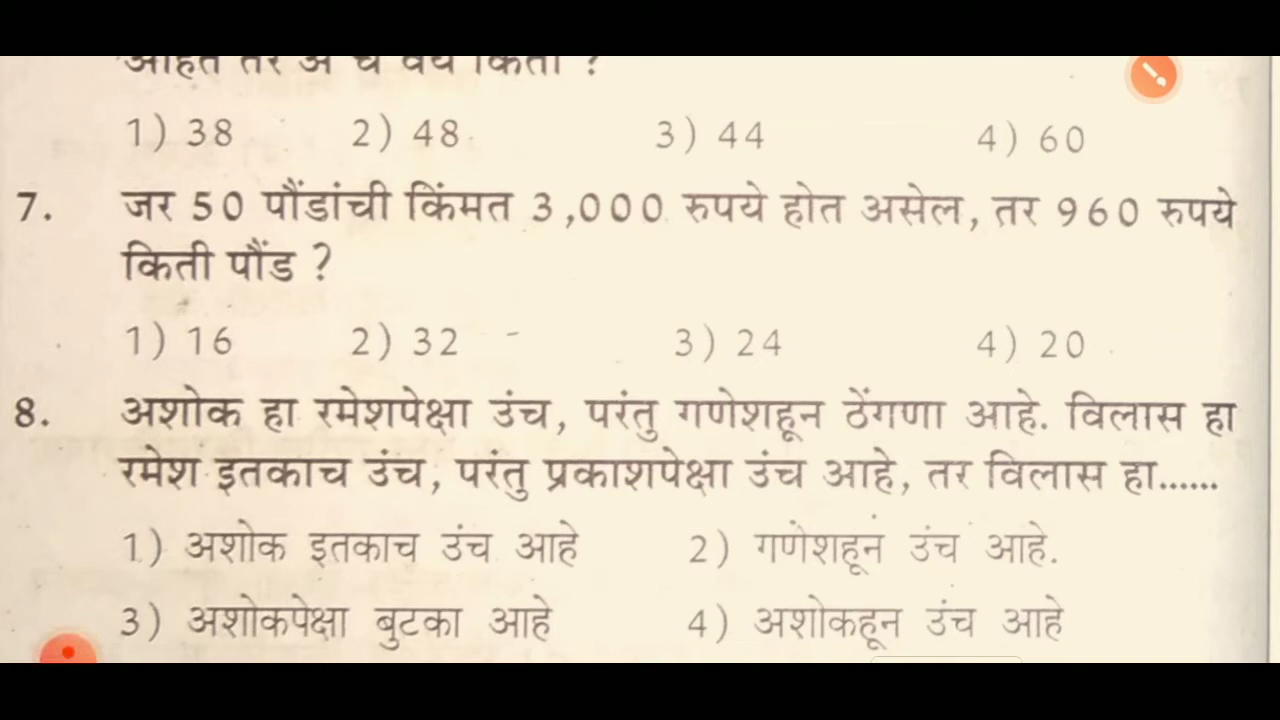 तर अ चे वय किती ?
1) 38 2) 48 3) 44 4) 60
7. जर 50 पौंडांची किंमत 3,000 रुपये होत असेल, तर 960 रुपये
किती पौंड ?
1) 16 2) 32 3) 24 4) 20
8. अशोक हा रमेशपेक्षा उंच, परंतु गणेशहून ठेंगणा आहे. विलास हा
रमेश इतकाच उंच, परंतु प्रकाशपेक्षा उंच आहे, तर विलास हा......
1) अशोक इतकाच उंच आहे 2) गणेशहून उंच आहे.
3) अशोकपेक्षा बुटका आहे 4) अशोकहून उंच आहे